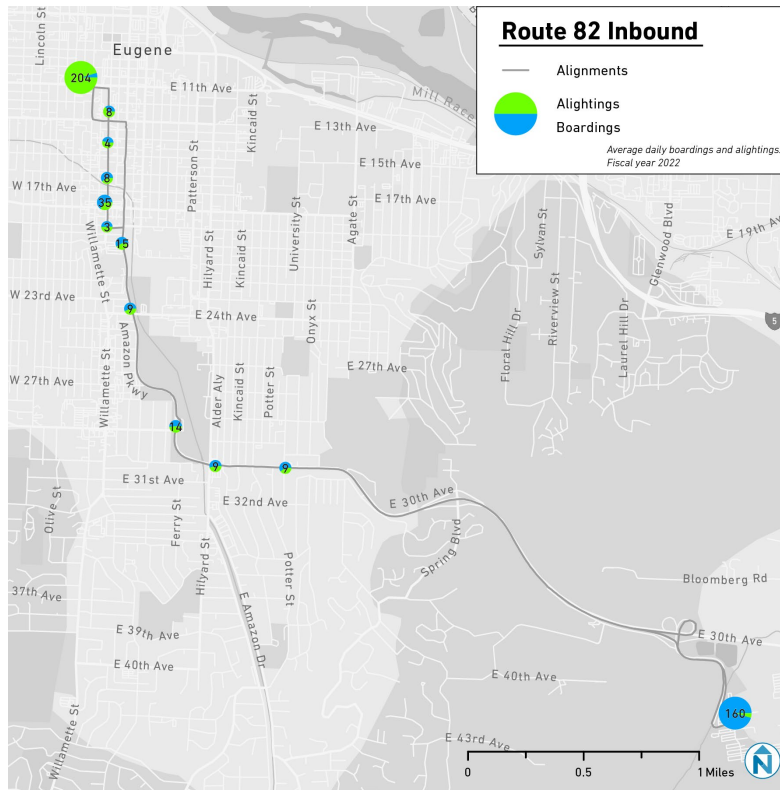 Route 82 Inbound
Alignments
Alightings
Boardings
Average daily boardings and alightings.
Fiscal year 2022
Lincoln St
Eugene
204
E 11th Ave
Kincaid St
Mill Race
8
E 13th Ave
4
Patterson St
E 15th Ave
W 17th Ave
8
E 17th Ave
35
3
15
Willamette St
Hilyard St
Kincaid St
University St
Agate St
Sylvan St
Glenwood Blvd
E 19th Av
W 23rd Ave
9
E 24th Ave
Onyx St
Floral Hill Dr
Riverview St
Laurel Hill Dr
5
Amazon Pkwy
W 27th Ave
Willamette St
E 27th Ave
Alder Aly
Kincaid St
Potter St
14
9
9
E 31st Ave
E 32nd Ave
E 30th Ave
Olive St
Ferry St
Hilyard St
Potter St
Spring Blvd
Bloomberg Rd
37th Ave
E Amazon Dr
E 39th Ave
E 30th Ave
E 40th Ave
E 40th Ave
160
Willamette St
E 43rd Ave
0
0.5
1 Miles
N